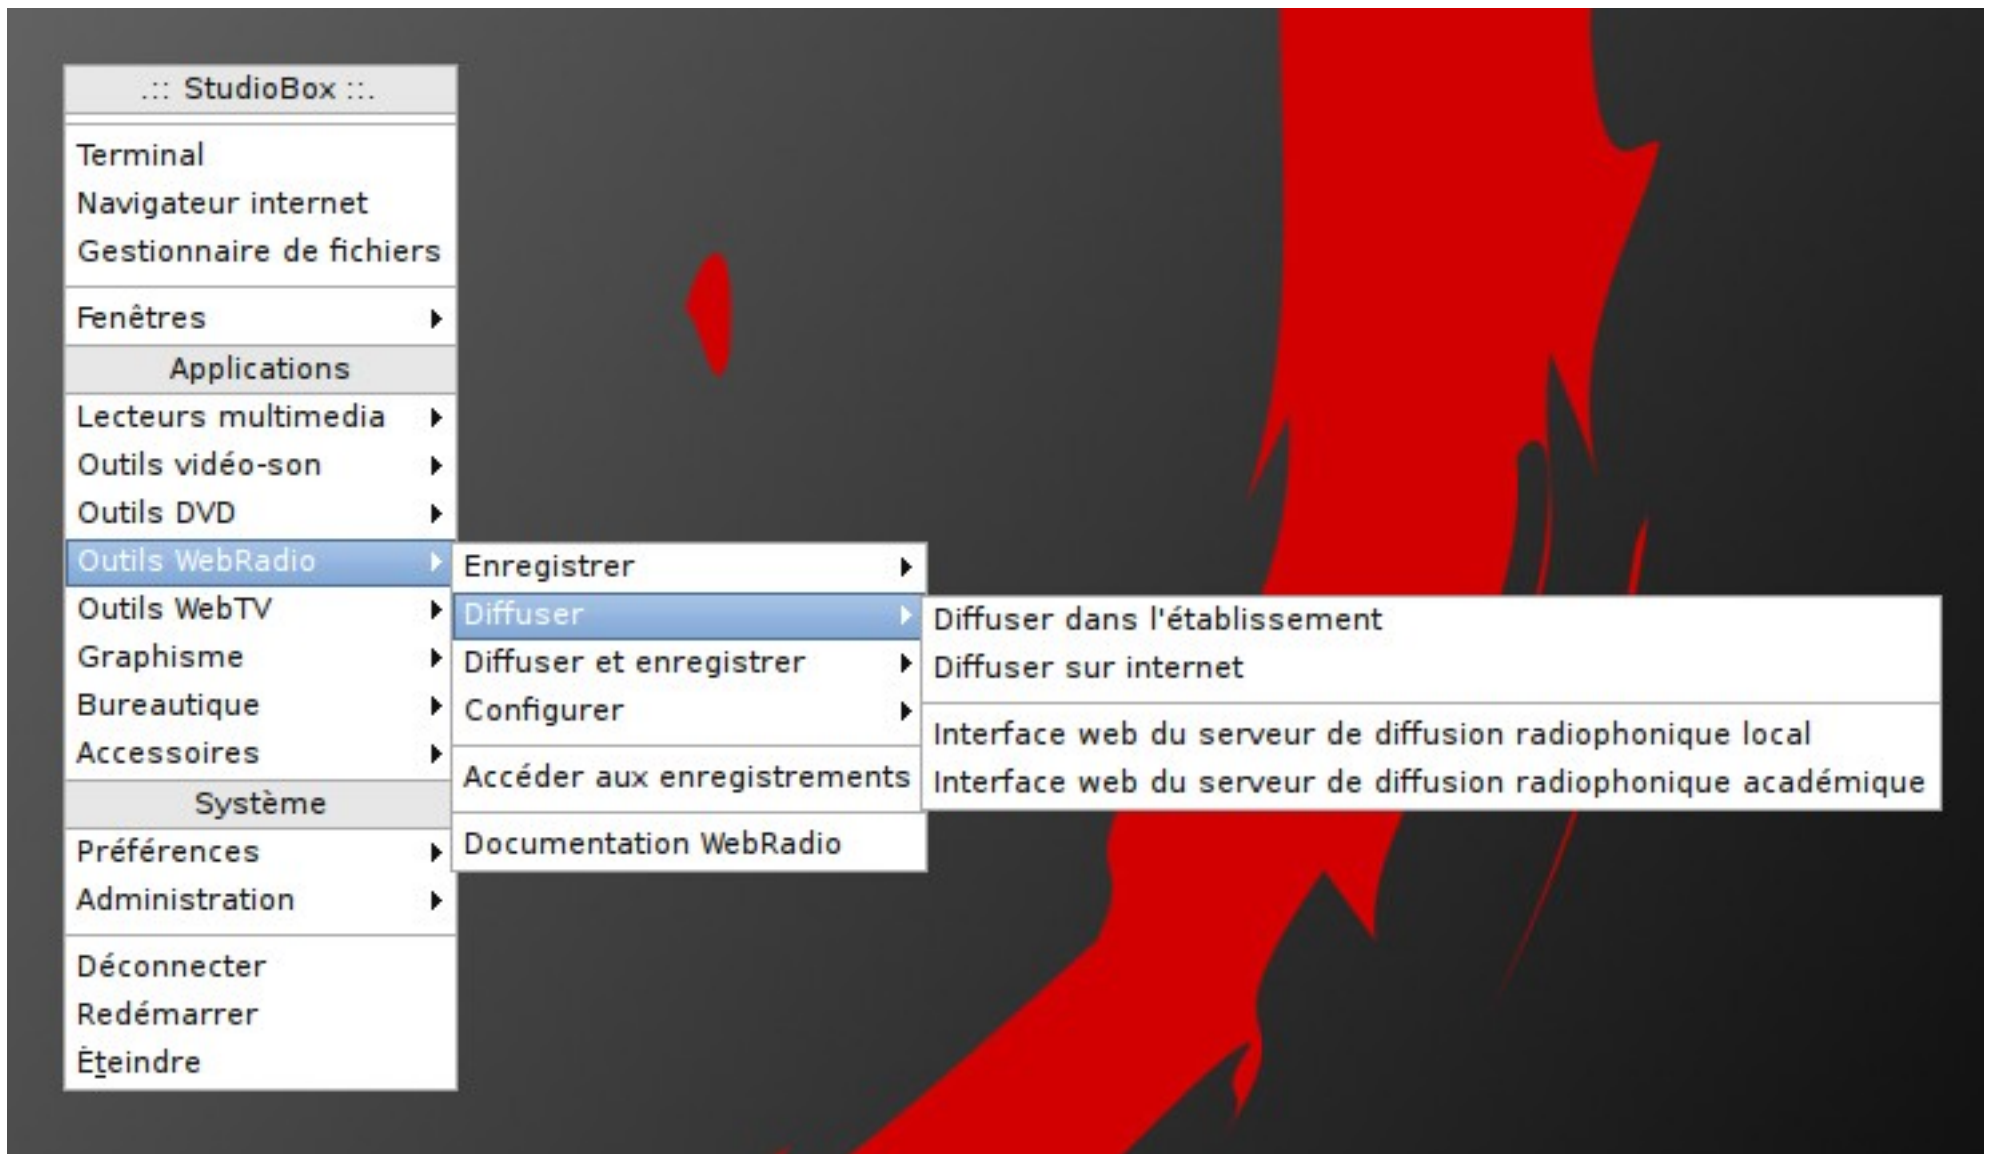 .:: StudioBox ::.
Terminal
Navigateur internet
Gestionnaire de fichiers
Fenêtres
Applications
Lecteurs multimedia
Outils vidéo-son
Outils DVD
Outils WebRadio
Outils WebTV
Graphisme
Bureautique
Accessoires
Système
Préférences
Administration
Déconnecter
Redémarrer
Éteindre
Enregistrer
Diffuser
Diffuser et enregistrer
Configurer
Accéder aux enregistrements
Documentation WebRadio
Diffuser dans l'établissement
Diffuser sur internet
Interface web du serveur de diffusion radiophonique local
Interface web du serveur de diffusion radiophonique académique